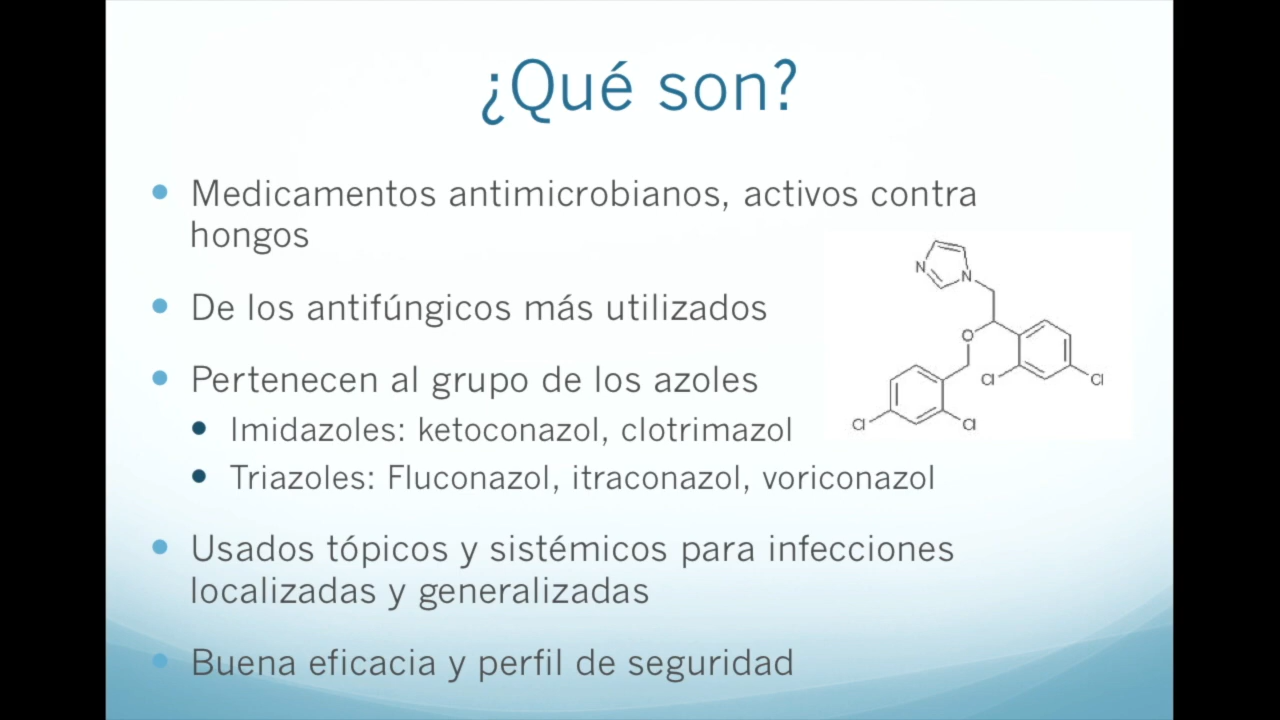 ¿Qué son?
Medicamentos antimicrobianos, activos contra
hongos
De los antifúngicos más utilizados
Pertenecen al grupo de los azoles
Imidazoles: ketoconazol, clotrimazol
Triazoles: Fluconazol, itraconazol, voriconazol
Usados tópicos y sistémicos para infecciones
localizadas y generalizadas
Buena eficacia y perfil de seguridad
N
N
O
Cl
Cl
Cl
Cl